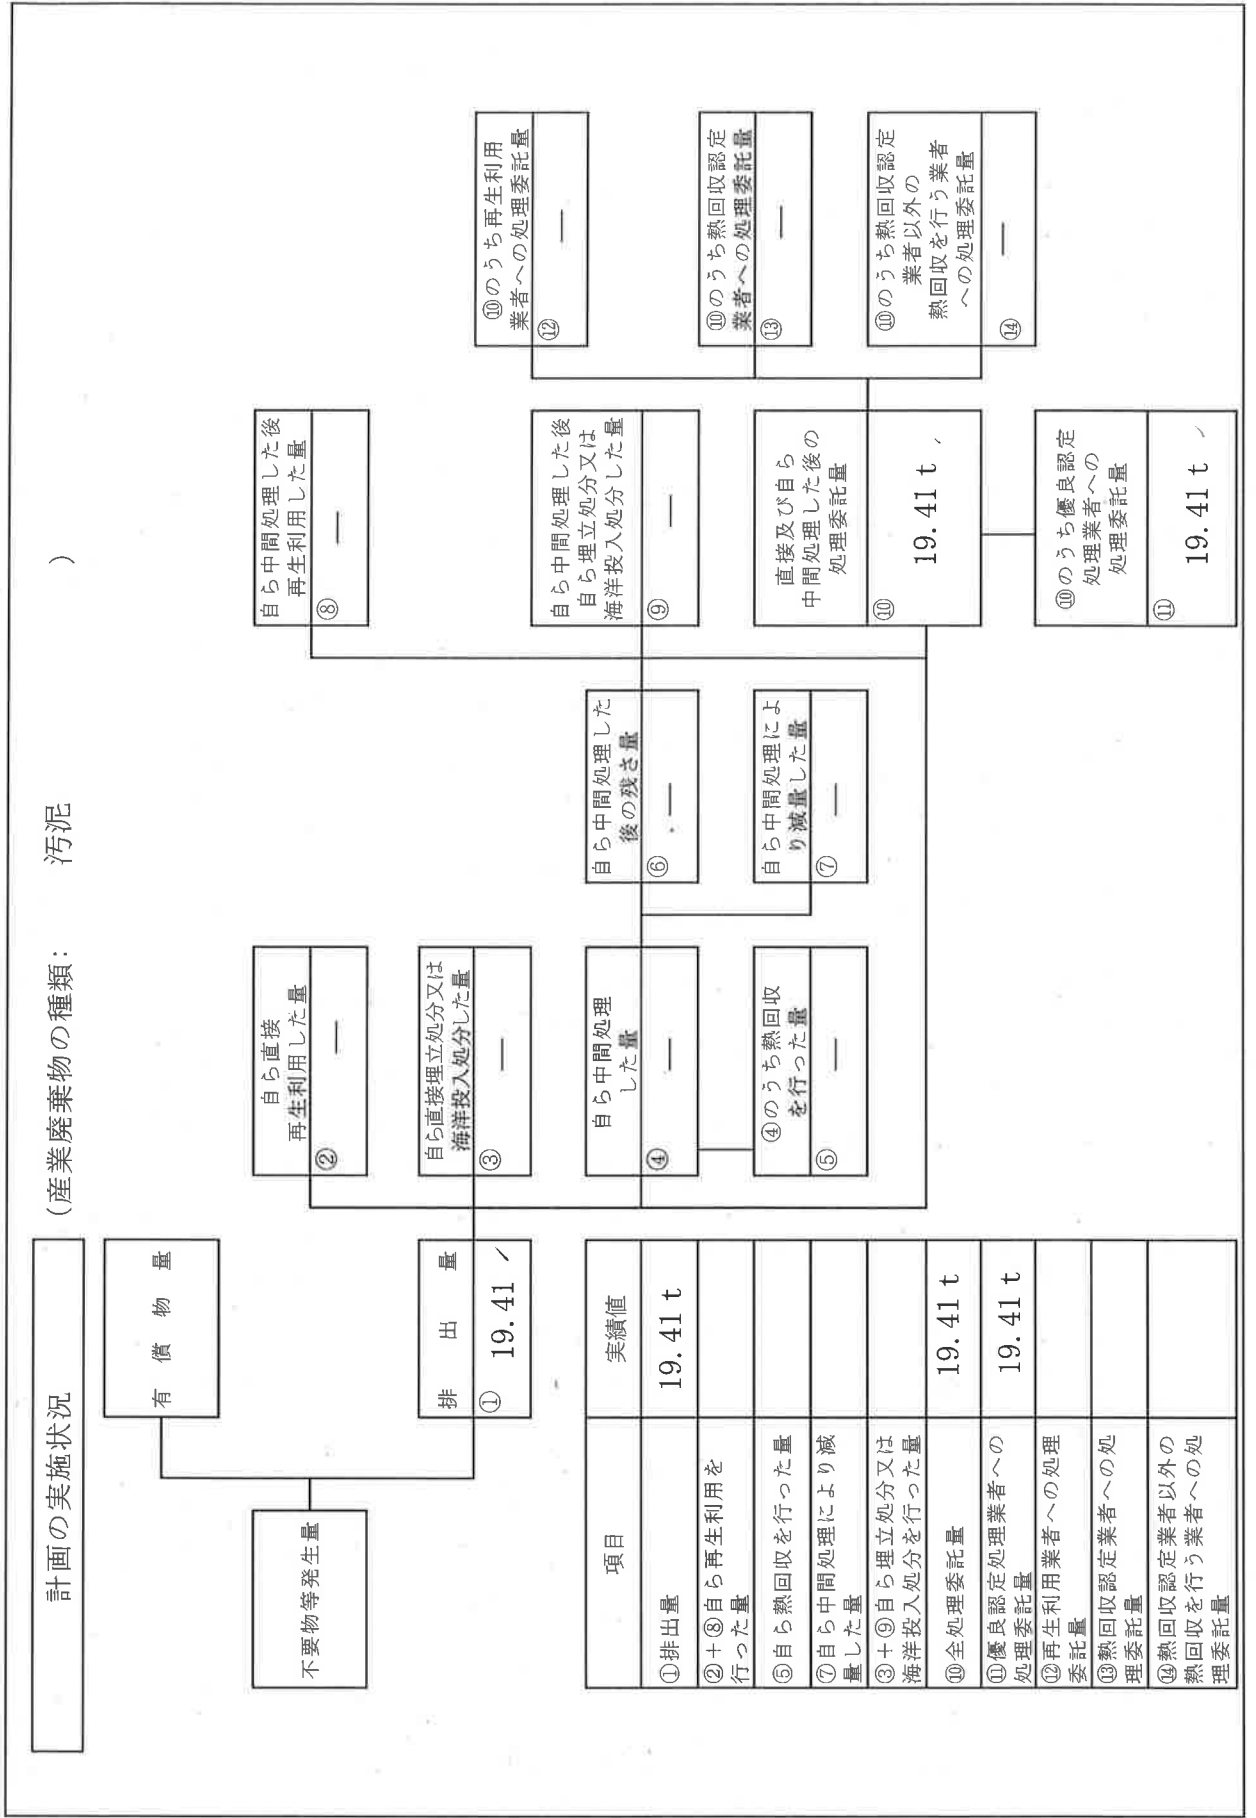 計画の実施状況
(産業廃棄物の種類: 汚泥 )
有償物量
不要物等発生量
排出量
① 19.41
自ら直接
再生利用した量
② —
自ら直接埋立処分又は
海洋投入処分した量
③ —
自ら中間処理
した量
④ —
④のうち熱回収
を行った量
⑤ —
自ら中間処理した
後の残さ量
⑥ —
自ら中間処理によ
り減量した量
⑦ —
自ら中間処理した後
再生利用した量
⑧ —
自ら中間処理した後
自ら埋立処分又は
海洋投入処分した量
⑨ —
直接及び自ら
中間処理した後の
処理委託量
⑩ 19.41 t
⑩のうち優良認定
処理業者への
処理委託量
⑪ 19.41 t
⑩のうち再生利用
業者への処理委託量
⑫ —
⑩のうち熱回収認定
業者への処理委託量
⑬ —
⑩のうち熱回収認定
業者以外の
熱回収を行う業者
への処理委託量
⑭ —
項目 実績値
①排出量 19.41 t
②+⑧自ら再生利用を
行った量
⑤自ら熱回収を行った量
⑦自ら中間処理により減
量した量
③+⑨自ら埋立処分又は
海洋投入処分を行った量
⑩全処理委託量 19.41 t
⑪優良認定処理業者への
処理委託量 19.41 t
⑫再生利用業者への処理
委託量
⑬熱回収認定業者への処
理委託量
⑭熱回収認定業者以外の
熱回収を行う業者への処
理委託量